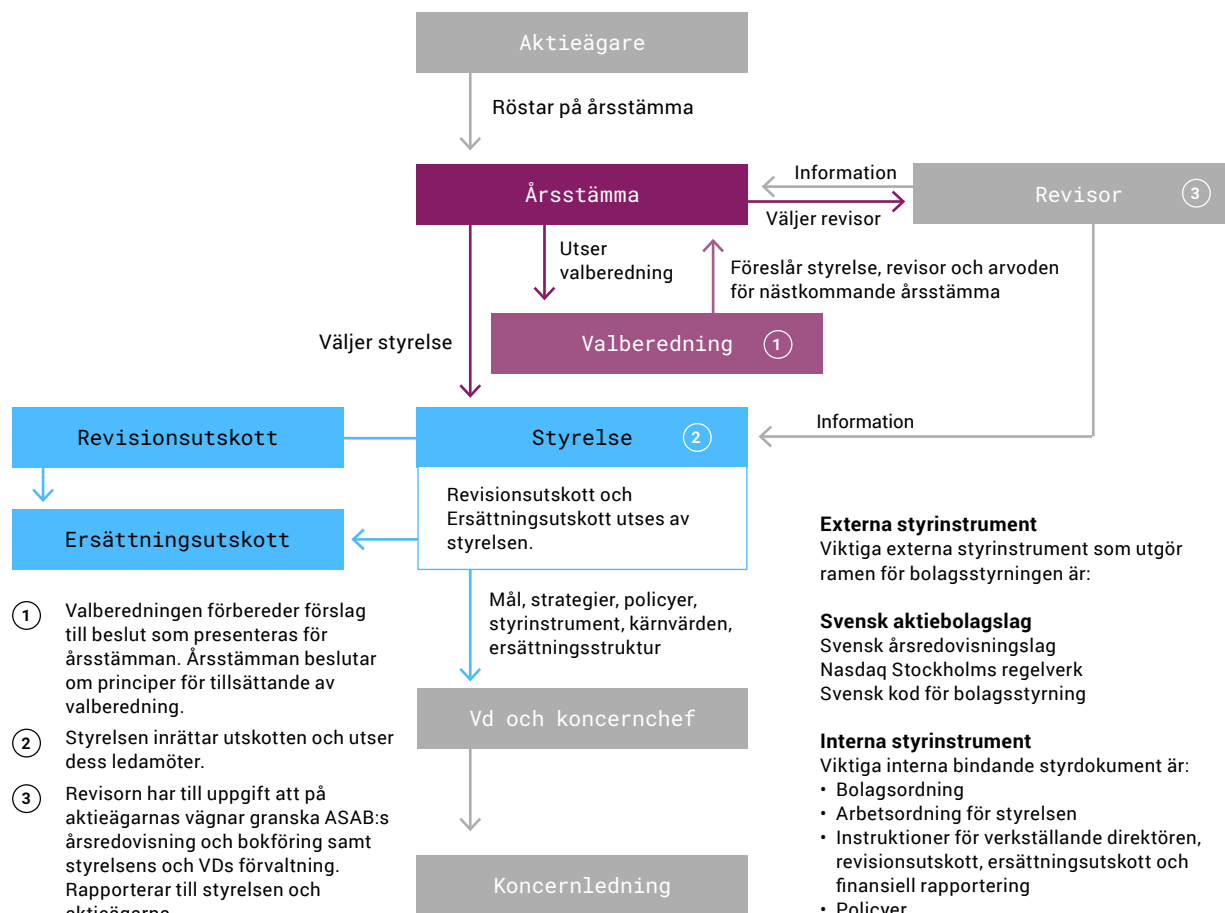 Aktieägare
Röstar på årsstämma
Årsstämma
Information
Väljer revisor
Revisor
3
Utser
valberedning
Föreslår styrelse, revisor och arvoden
för nästkommande årsstämma
Väljer styrelse
Valberedning
1
Information
Revisionsutskott
Styrelse
2
Revisionsutskott och
Ersättningsutskott utses av
styrelsen.
Ersättningsutskott
Mål, strategier, policyer,
styrinstrument, kärnvärden,
ersättningsstruktur
Vd och koncernchef
Koncernledning
1
Valberedningen förbereder förslag
till beslut som presenteras för
årsstämman. Årsstämman beslutar
om principer för tillsättande av
valberedning.
2
Styrelsen inrättar utskotten och utser
dess ledamöter.
3
Revisorn har till uppgift att på
aktieägarnas vägnar granska ASAB:s
årsredovisning och bokföring samt
styrelsens och VDs förvaltning.
Rapporterar till styrelsen och
Externa styrinstrument
Viktiga externa styrinstrument som utgör
ramen för bolagsstyrningen är:
Svensk aktiebolagslag
Svensk årsredovisningslag
Nasdaq Stockholms regelverk
Svensk kod för bolagsstyrning
Interna styrinstrument
Viktiga interna bindande styrdokument är:
• Bolagsordning
• Arbetsordning för styrelsen
• Instruktioner för verkställande direktören,
revisionsutskott, ersättningsutskott och
finansiell rapportering
• Policyer